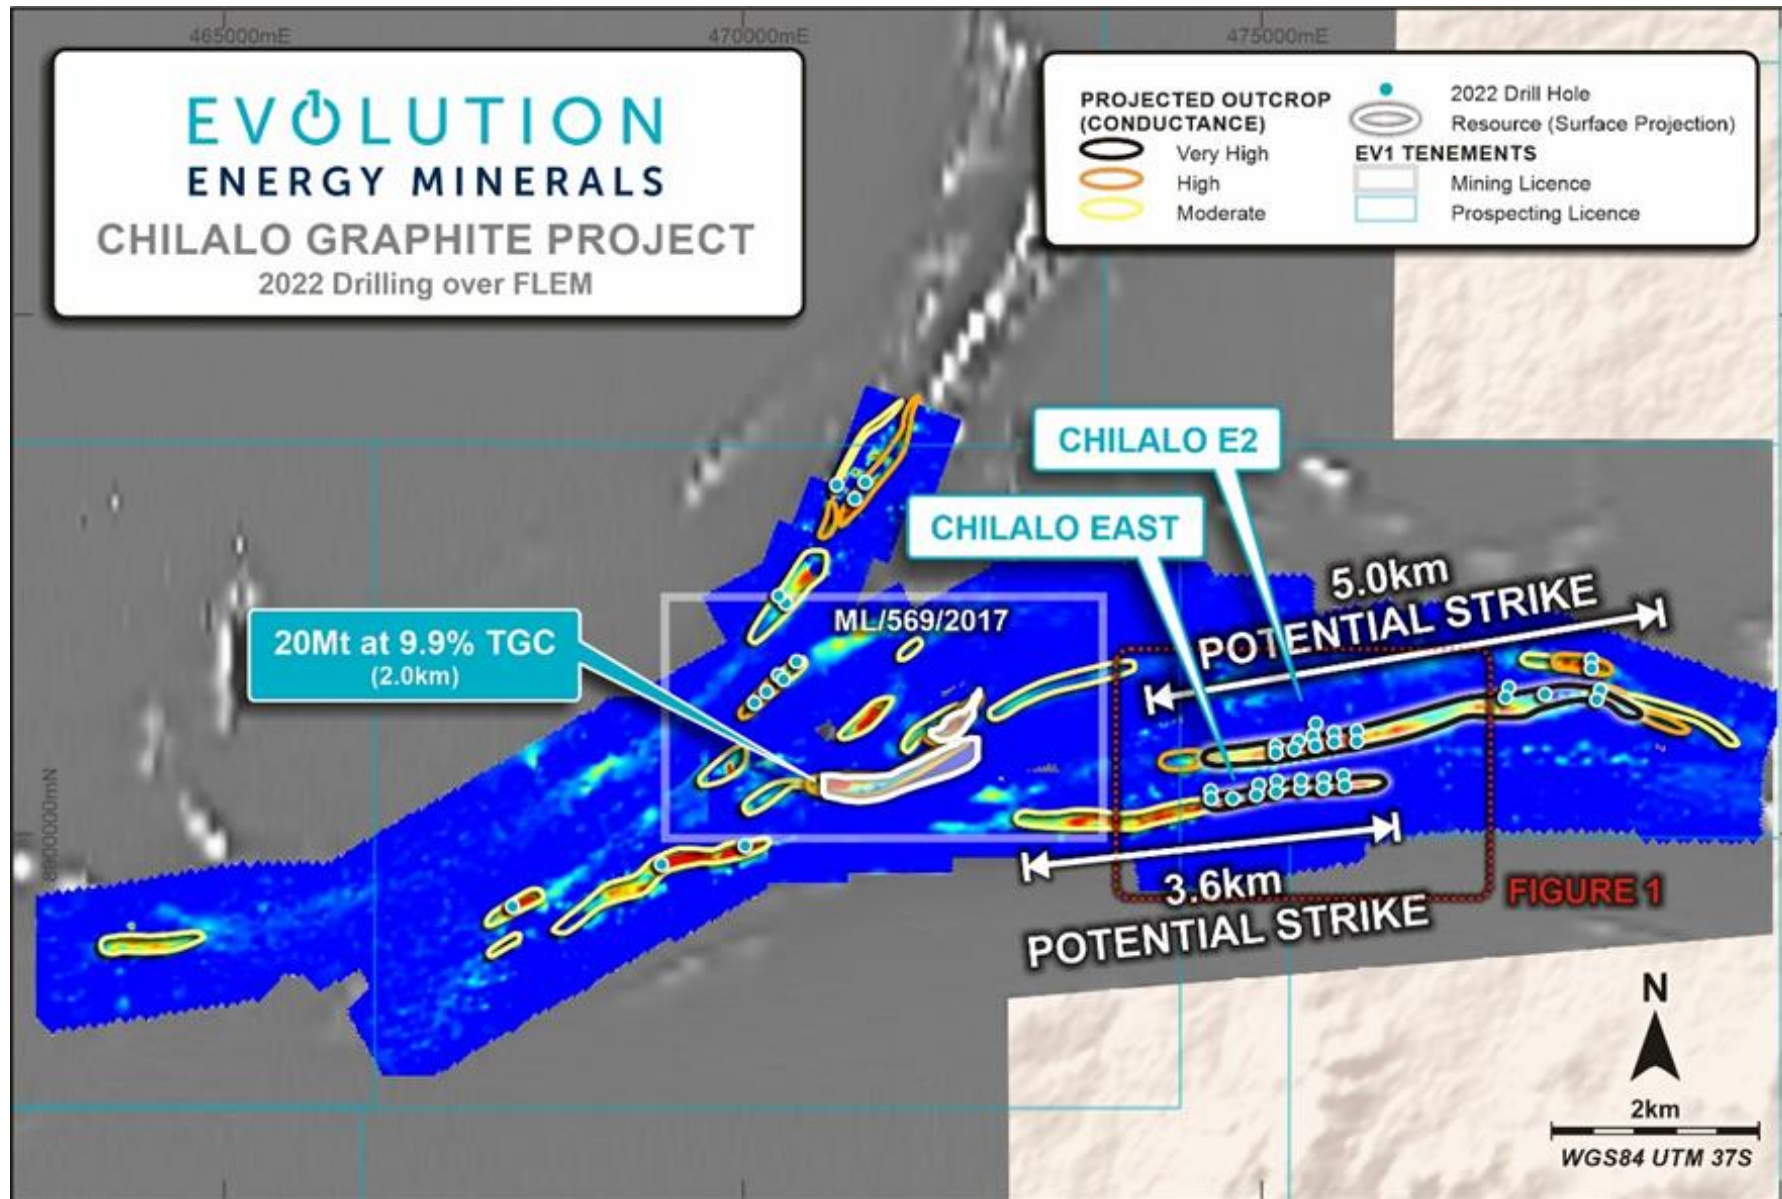 465000mE
470000mE
475000mE
EVOLUTION
ENERGY MINERALS
CHILALO GRAPHITE PROJECT
2022 Drilling over FLEM
PROJECTED OUTCROP
(CONDUCTANCE)
Very High
High
Moderate
2022 Drill Hole
Resource (Surface Projection)
EV1 TENEMENTS
Mining Licence
Prospecting Licence
CHILALO E2
CHILALO EAST
5.0km
POTENTIAL STRIKE
ML/569/2017
20Mt at 9.9% TGC
(2.0km)
8900000mN
3.6km
POTENTIAL STRIKE
FIGURE 1
N
2km
WGS84 UTM 37S